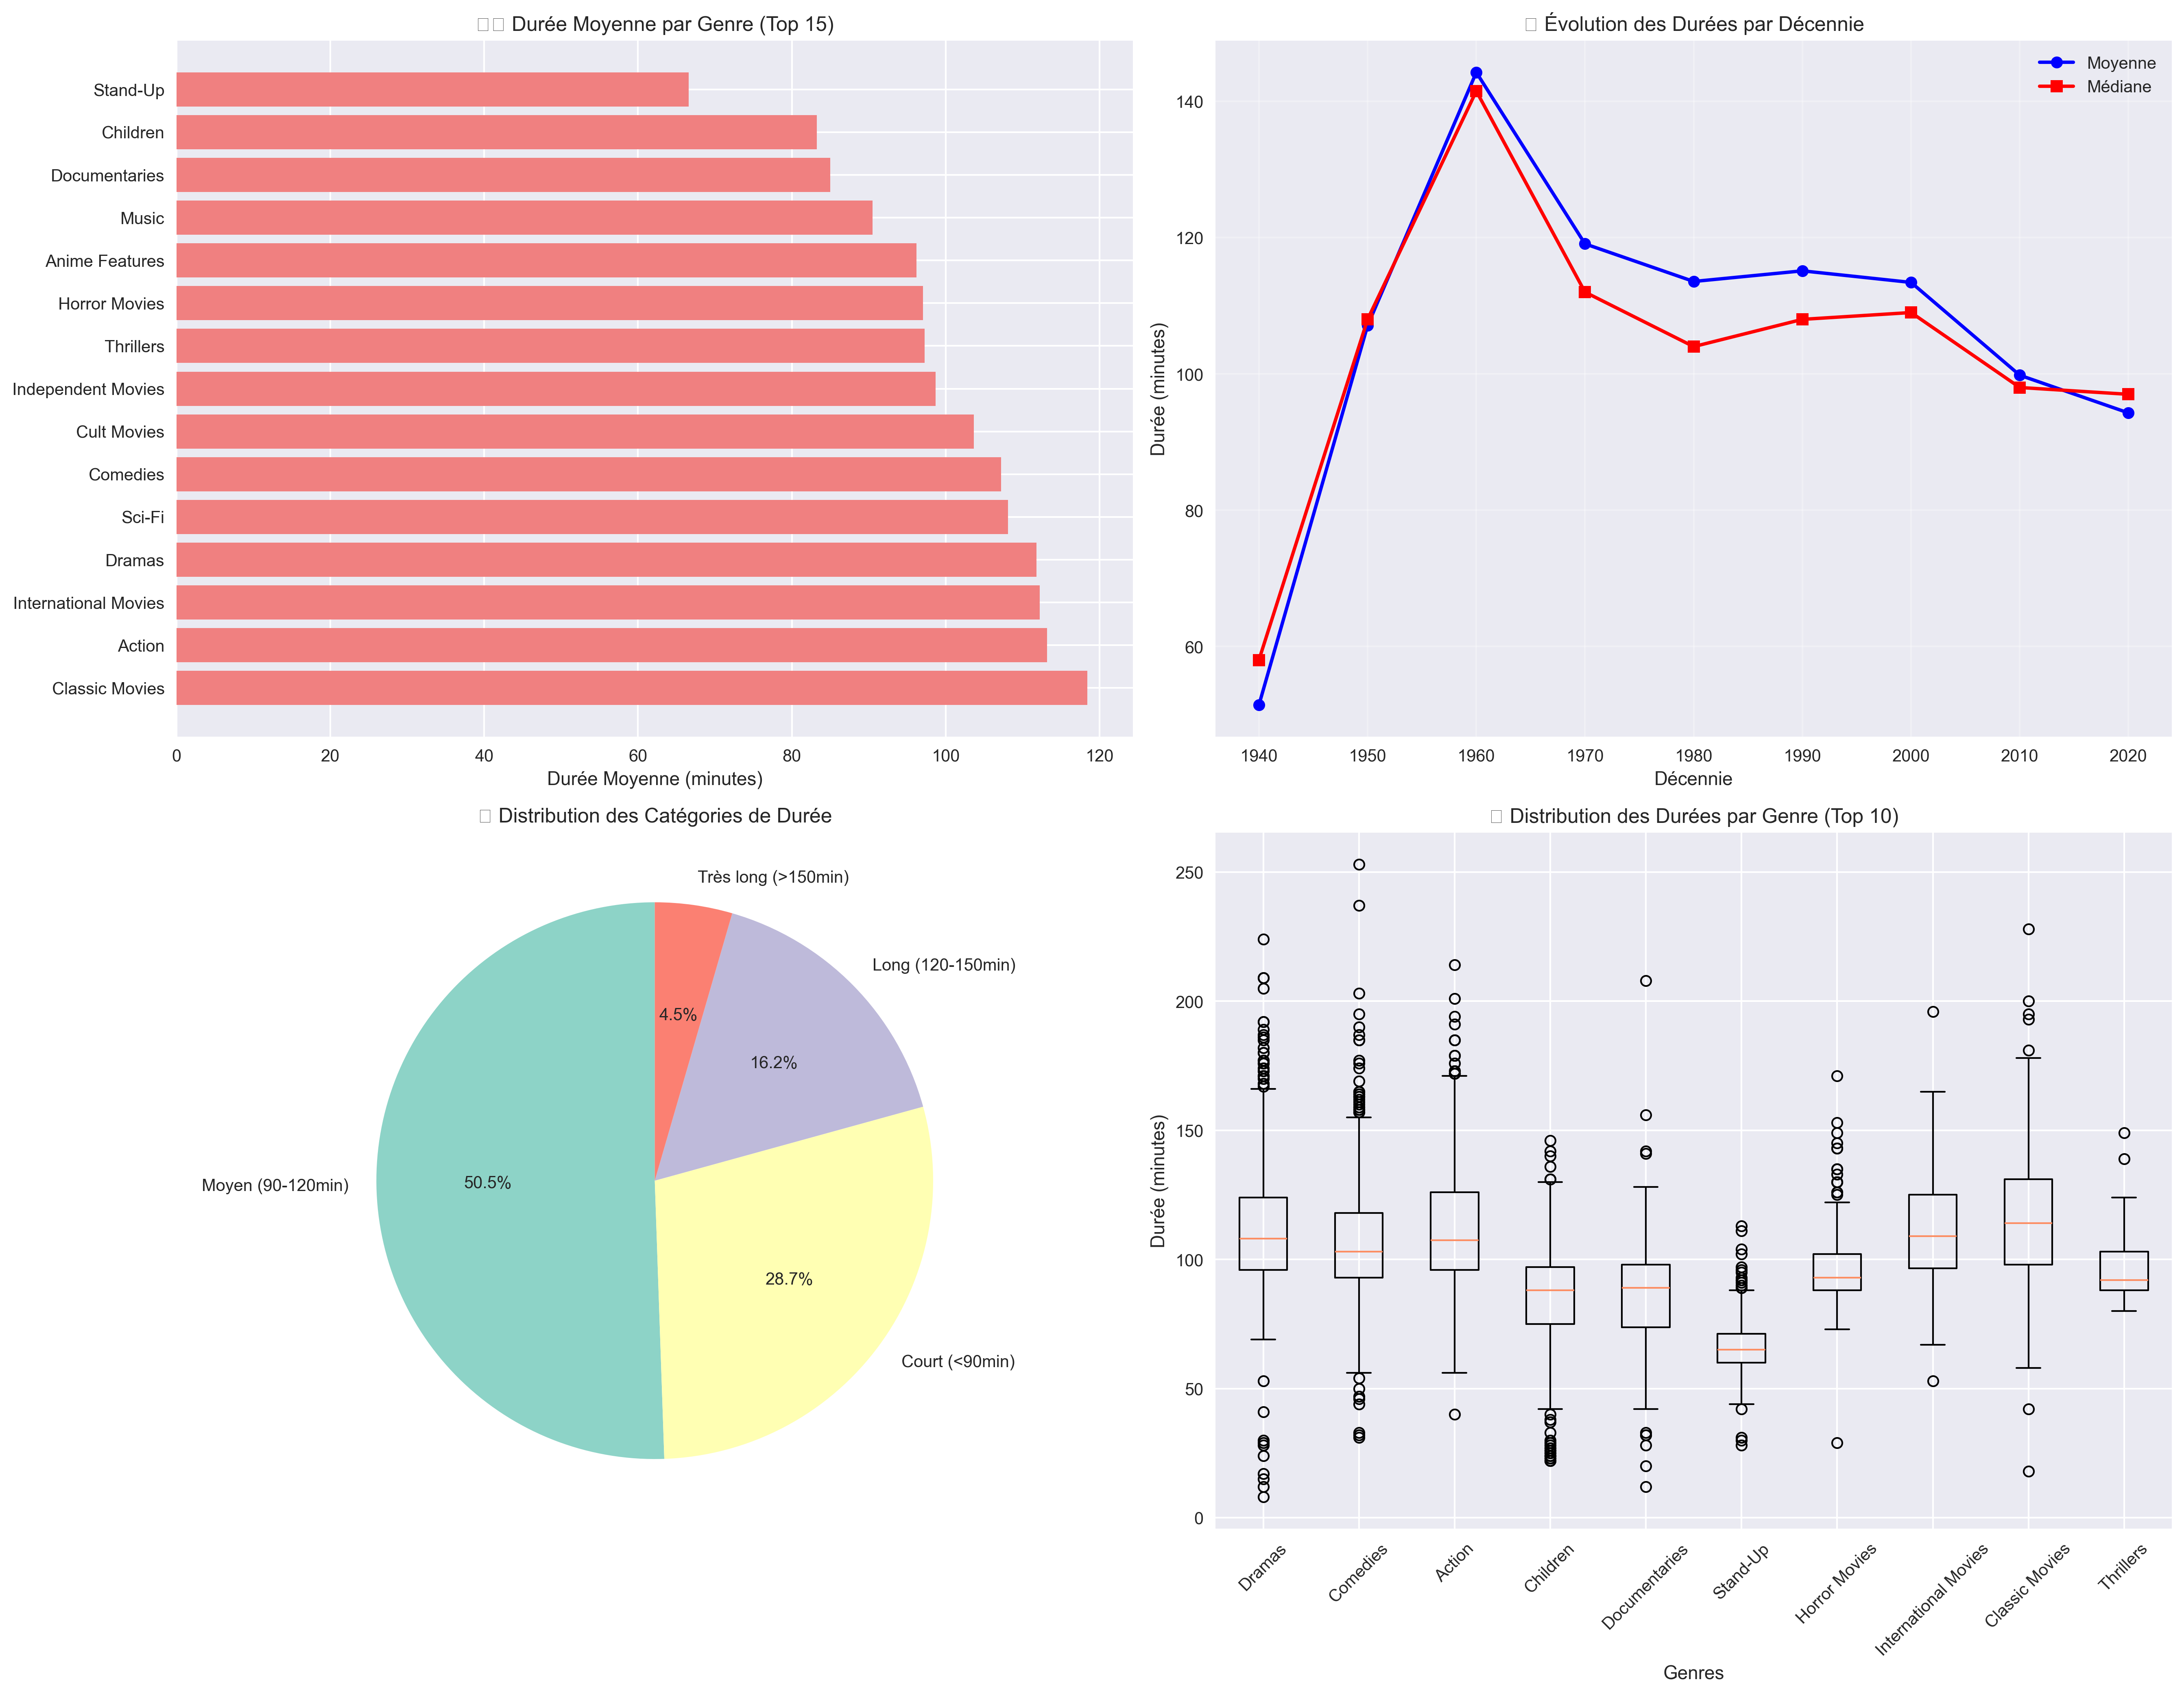 Durée Moyenne par Genre (Top 15)
Stand-Up
Children
Documentaries
Music
Anime Features
Horror Movies
Thrillers
Independent Movies
Cult Movies
Comedies
Sci-Fi
Dramas
International Movies
Action
Classic Movies
0 20 40 60 80 100 120
Durée Moyenne (minutes)
Évolution des Durées par Décennie
Moyenne
Médiane
Durée (minutes)
140
120
100
80
60
1940 1950 1960 1970 1980 1990 2000 2010 2020
Décennie
Distribution des Catégories de Durée
Très long (>150min)
Long (120-150min)
4.5%
16.2%
Moyen (90-120min)
50.5%
28.7%
Court (<90min)
Distribution des Durées par Genre (Top 10)
Durée (minutes)
250
200
150
100
50
0
Dramas
Comedies
Action
Children
Documentaries
Stand-Up
Horror Movies
International Movies
Classic Movies
Thrillers
Genres